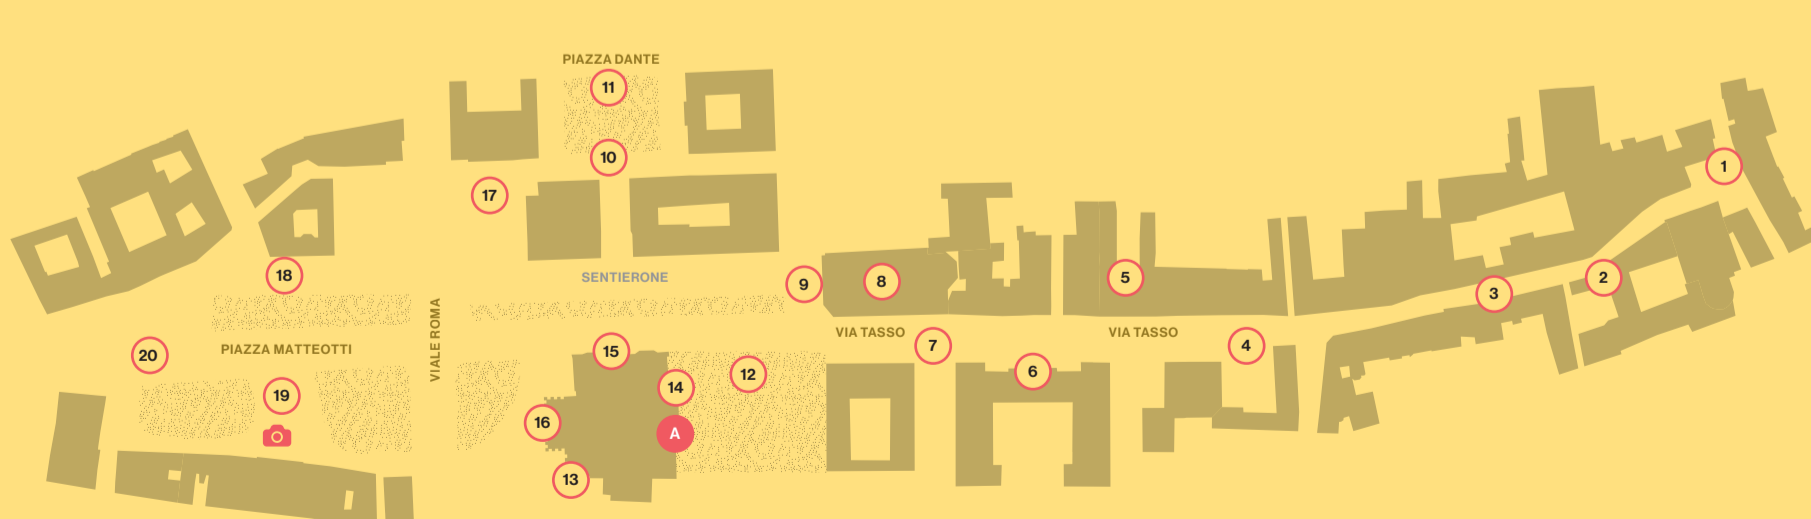 PIAZZA DANTE
11
10
17
1
18
SENTIERONE
9
8
5
3
2
VIALE ROMA
20
PIAZZA MATTEOTTI
15
VIA TASSO
7
VIA TASSO
4
19
14
12
6
16
A
13